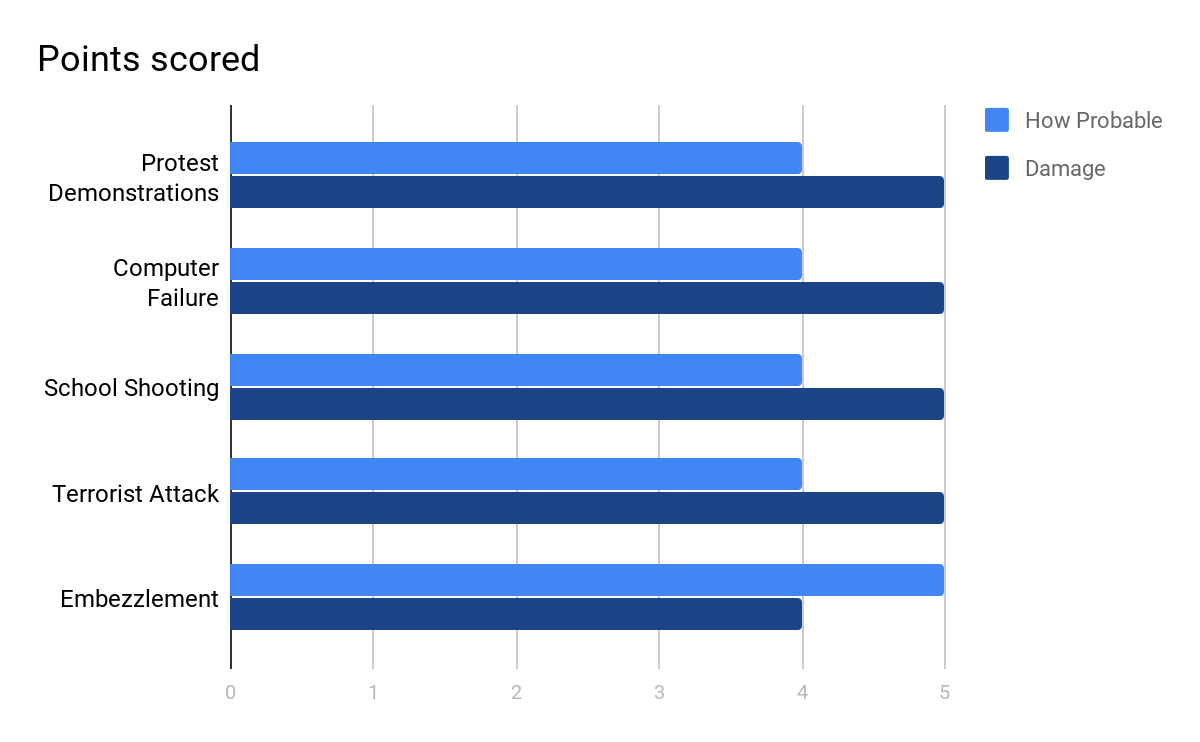 Points scored
How Probable
Damage
Protest
Demonstrations
Computer
Failure
School Shooting
Terrorist Attack
Embezzlement
0 1 2 3 4 5